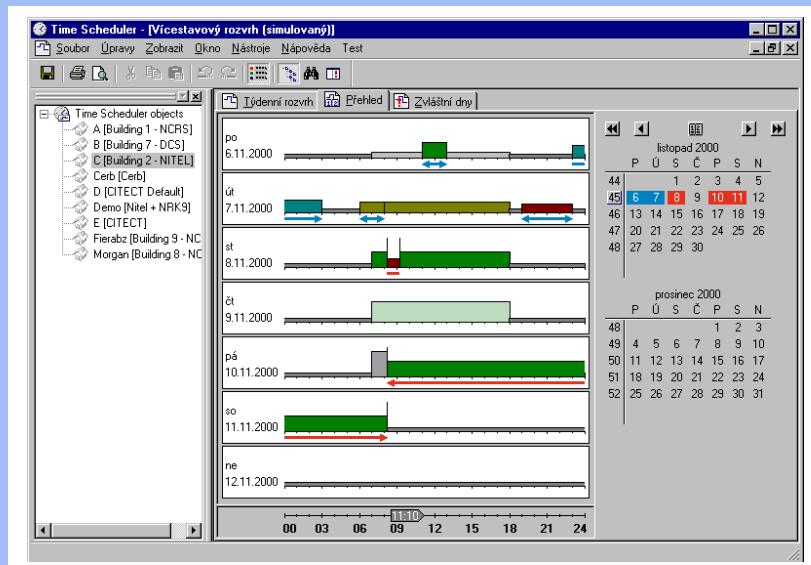 Time Scheduler - [Vícestavový rozvrh (simulovaný)]
Soubor Úpravy Zobrazit Okno Nástroje Nápověda Test
Time Scheduler objects
A [Building 1 - NCRS]
B [Building 7 - DCS]
C [Building 2 - NITEL]
Cerb [Cerb]
D [CITECT Default]
Demo [Nitel + NRK9]
E [CITECT]
Fierabz [Building 9 - NC
Morgan [Building 8 - NC
Týdenní rozvrh Přehled Zvláštní dny
po
6.11.2000
út
7.11.2000
st
8.11.2000
čt
9.11.2000
pá
10.11.2000
so
11.11.2000
ne
12.11.2000
11:10
00 03 06 09 12 15 18 21 24
listopad 2000
P Ú S Č P S N
44 1 2 3 4 5
45 6 7 8 9 10 11 12
46 13 14 15 16 17 18 19
47 20 21 22 23 24 25 26
48 27 28 29 30
prosinec 2000
P Ú S Č P S N
48 1 2 3
49 4 5 6 7 8 9 10
50 11 12 13 14 15 16 17
51 18 19 20 21 22 23 24
52 25 26 27 28 29 30 31